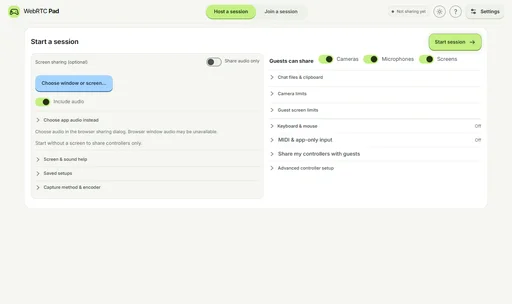 WebRTC Pad
Host a session
Join a session
Not sharing yet
?
Settings
Start a session
Start session →
Screen sharing (optional)
Share audio only
Choose window or screen...
Include audio
Choose app audio instead
Choose audio in the browser sharing dialog. Browser window audio may be unavailable.
Start without a screen to share controllers only.
Screen & sound help
Saved setups
Capture method & encoder
Guests can share
Cameras
Microphones
Screens
Chat files & clipboard
Camera limits
Guest screen limits
Keyboard & mouse
Off
MIDI & app-only input
Off
Share my controllers with guests
Advanced controller setup